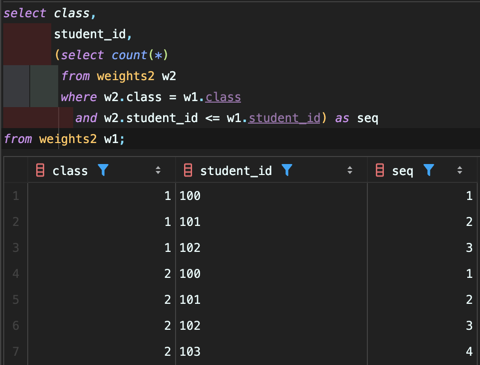 select class,
student_id,
(select count(*)
from weights2 w2
where w2.class = w1.class
and w2.student_id <= w1.student_id) as seq
from weights2 w1;
class student_id seq
1 1 100 1
2 1 101 2
3 1 102 3
4 2 100 1
5 2 101 2
6 2 102 3
7 2 103 4